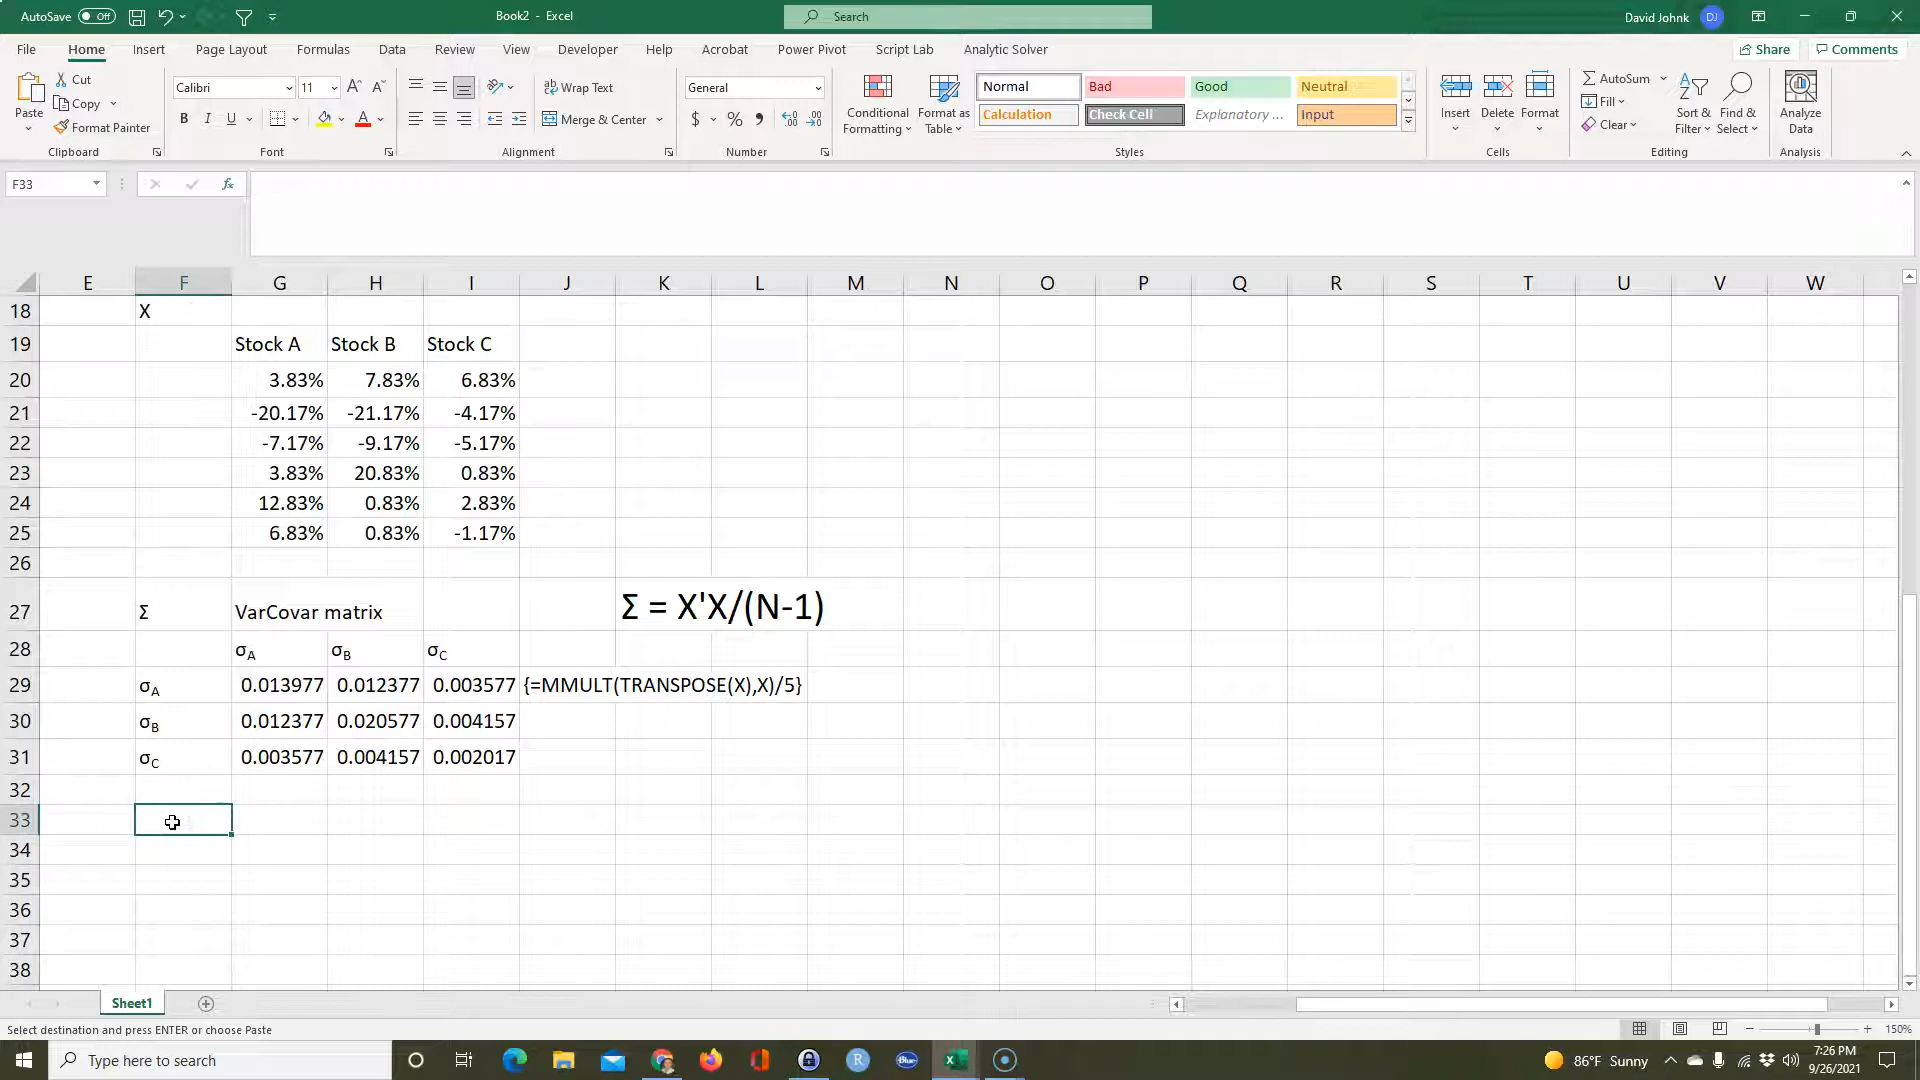 AutoSave Off Book2 - Excel Search David Johnk DJ
File Home Insert Draw Page Layout Formulas Data Review View Developer Help Acrobat Power Pivot Script Lab Analytic Solver Share Comments
Paste Cut Copy Format Painter Clipboard
Calibri 11 A A B I U A Font
Wrap Text Merge & Center Alignment
General $ % 9 Number
Conditional Formatting Format as Table
Normal Bad Good Neutral
Calculation Check Cell Explanatory ... Input
Styles
Insert Delete Format Cells
AutoSum Fill Clear Sort & Filter Find & Select Editing
Analyze Data Analysis
F33 fx
E F G H I J K L M N O P Q R S T U V W
18 X
19 Stock A Stock B Stock C
20 3.83% 7.83% 6.83%
21 -20.17% -21.17% -4.17%
22 -7.17% -9.17% -5.17%
23 3.83% 20.83% 0.83%
24 12.83% 0.83% 2.83%
25 6.83% 0.83% -1.17%
26
27 Σ VarCovar matrix Σ = X'X/(N-1)
28 σA σB σC
29 σA 0.013977 0.012377 0.003577 {=MMULT(TRANSPOSE(X),X)/5}
30 σB 0.012377 0.020577 0.004157
31 σC 0.003577 0.004157 0.002017
32
33
34
35
36
37
38
Sheet1
Select destination and press ENTER or choose Paste 150%
Type here to search 86°F Sunny 7:26 PM
9/26/2021